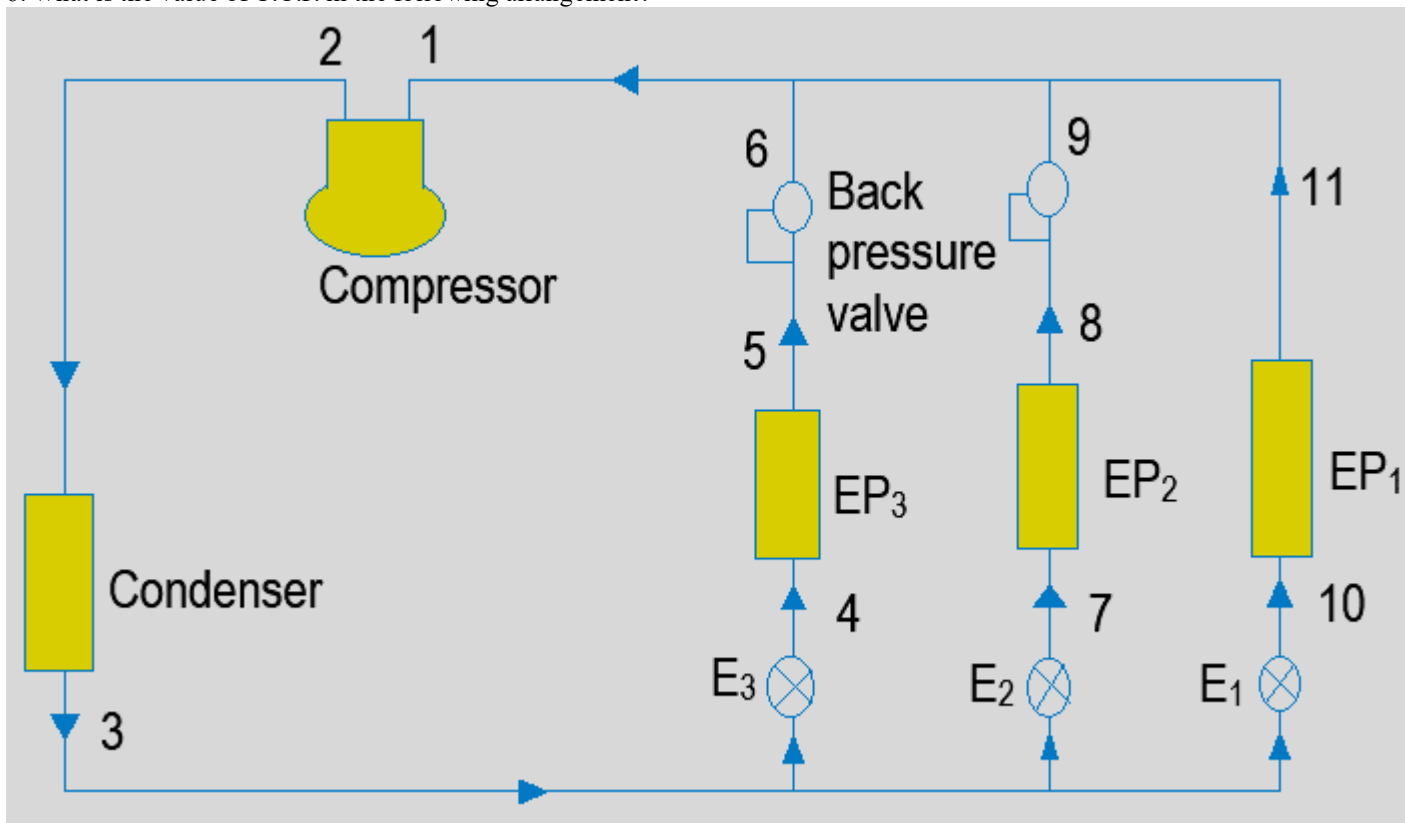 2 1
6
9
Back
pressure
valve
11
Compressor
5
8
EP3
EP2
EP1
Condenser
4
7
10
E3
E2
E1
3